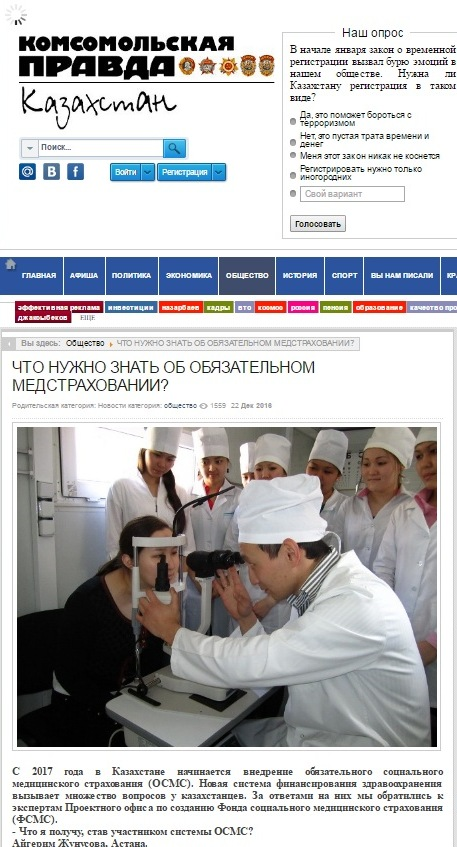 КОМСОМОЛЬСКАЯ
ПРАВДА
Казахстан
Поиск...
Войти
Регистрация
Наш опрос
В начале января закон о временной
регистрации вызвал бурю эмоций в
нашем обществе. Нужна ли
Казахстану регистрация в таком
виде?
Да, это поможет бороться с
терроризмом
Нет, это пустая трата времени и
денег
Меня этот закон никак не коснется
Регистрировать нужно только
иногородних
Свой вариант
Голосовать
ГЛАВНАЯ АФИША ПОЛИТИКА ЭКОНОМИКА ОБЩЕСТВО ИСТОРИЯ СПОРТ ВЫ НАМ ПИСАЛИ КР
эффективная реклама инвестиции назарбаев кадры вто космос россия пенсия образование качество про
джакыбеков ЕЩЕ
Вы здесь: Общество ЧТО НУЖНО ЗНАТЬ ОБ ОБЯЗАТЕЛЬНОМ МЕДСТРАХОВАНИИ?
ЧТО НУЖНО ЗНАТЬ ОБ ОБЯЗАТЕЛЬНОМ
МЕДСТРАХОВАНИИ?
Родительская категория: Новости категория: общество 1559 22 Дек 2016
С 2017 года в Казахстане начинается внедрение обязательного социального
медицинского страхования (ОСМС). Новая система финансирования здравоохранения
вызывает множество вопросов у казахстанцев. За ответами на них мы обратились к
экспертам Проектного офиса по созданию Фонда социального медицинского страхования
(ФСМС).
- Что я получу, став участником системы ОСМС?
Айгерим Жунусова, Астана.